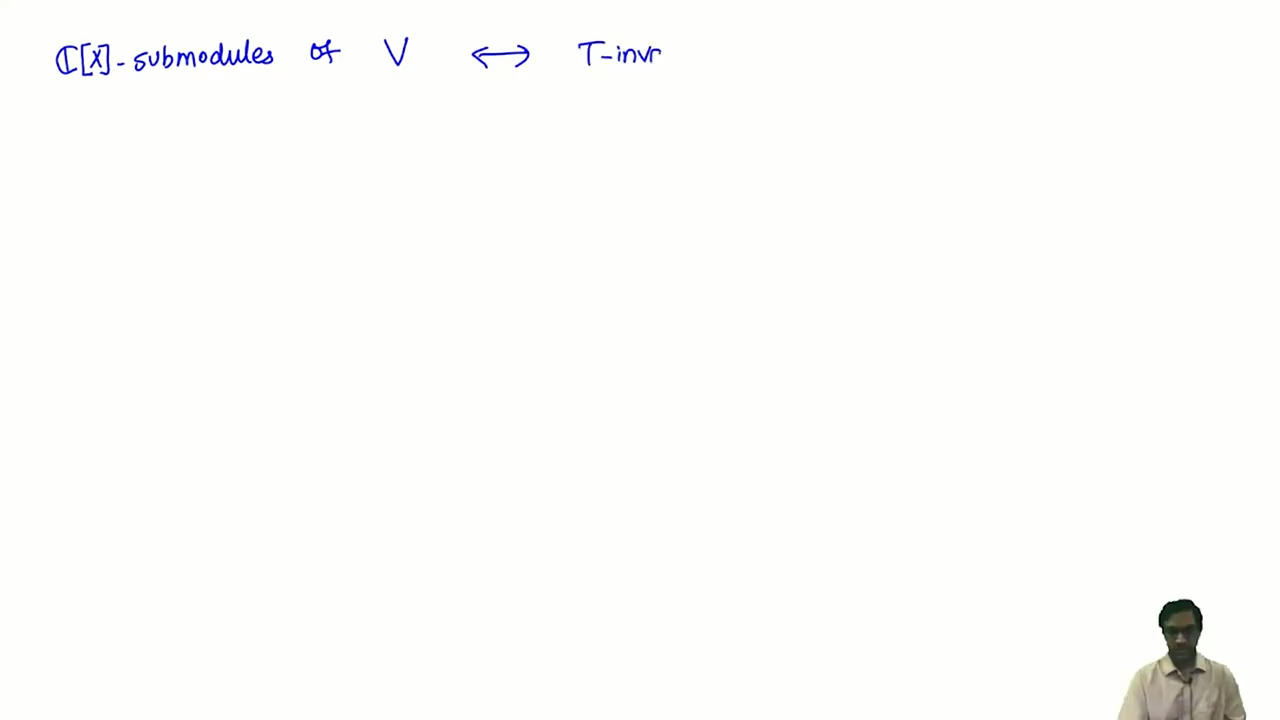 ℂ[X]-submodules of V ⟷ T-invr